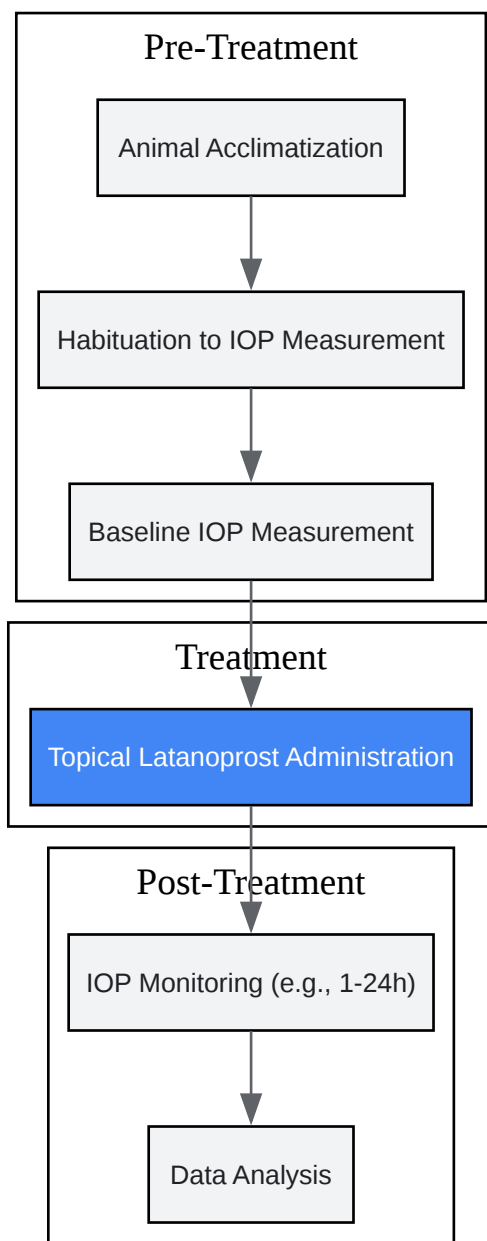 Pre-Treatment
Animal Acclimatization
Habituation to IOP Measurement
Baseline IOP Measurement
Treatment
Topical Latanoprost Administration
Post-Treatment
IOP Monitoring (e.g., 1-24h)
Data Analysis